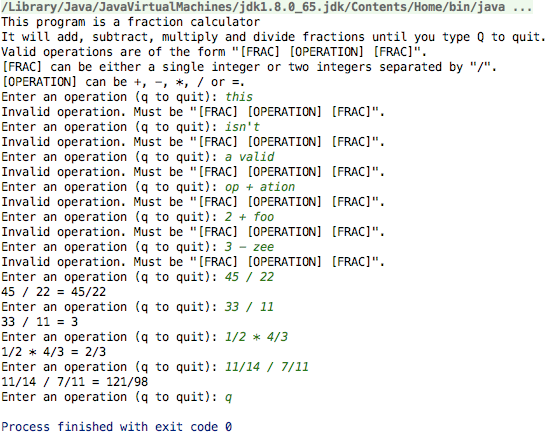 /Library/Java/JavaVirtualMachines/jdk1.8.0_65.jdk/Contents/Home/bin/java ...
This program is a fraction calculator
It will add, subtract, multiply and divide fractions until you type Q to quit.
Valid operations are of the form "[FRAC] [OPERATION] [FRAC]".
[FRAC] can be either a single integer or two integers separated by "/".
[OPERATION] can be +, -, *, / or =.
Enter an operation (q to quit): this
Invalid operation. Must be "[FRAC] [OPERATION] [FRAC]".
Enter an operation (q to quit): isn't
Invalid operation. Must be "[FRAC] [OPERATION] [FRAC]".
Enter an operation (q to quit): a valid
Invalid operation. Must be "[FRAC] [OPERATION] [FRAC]".
Enter an operation (q to quit): op + ation
Invalid operation. Must be "[FRAC] [OPERATION] [FRAC]".
Enter an operation (q to quit): 2 + foo
Invalid operation. Must be "[FRAC] [OPERATION] [FRAC]".
Enter an operation (q to quit): 3 - zee
Invalid operation. Must be "[FRAC] [OPERATION] [FRAC]".
Enter an operation (q to quit): 45 / 22
45 / 22 = 45/22
Enter an operation (q to quit): 33 / 11
33 / 11 = 3
Enter an operation (q to quit): 1/2 * 4/3
1/2 * 4/3 = 2/3
Enter an operation (q to quit): 11/14 / 7/11
11/14 / 7/11 = 121/98
Enter an operation (q to quit): q
Process finished with exit code 0